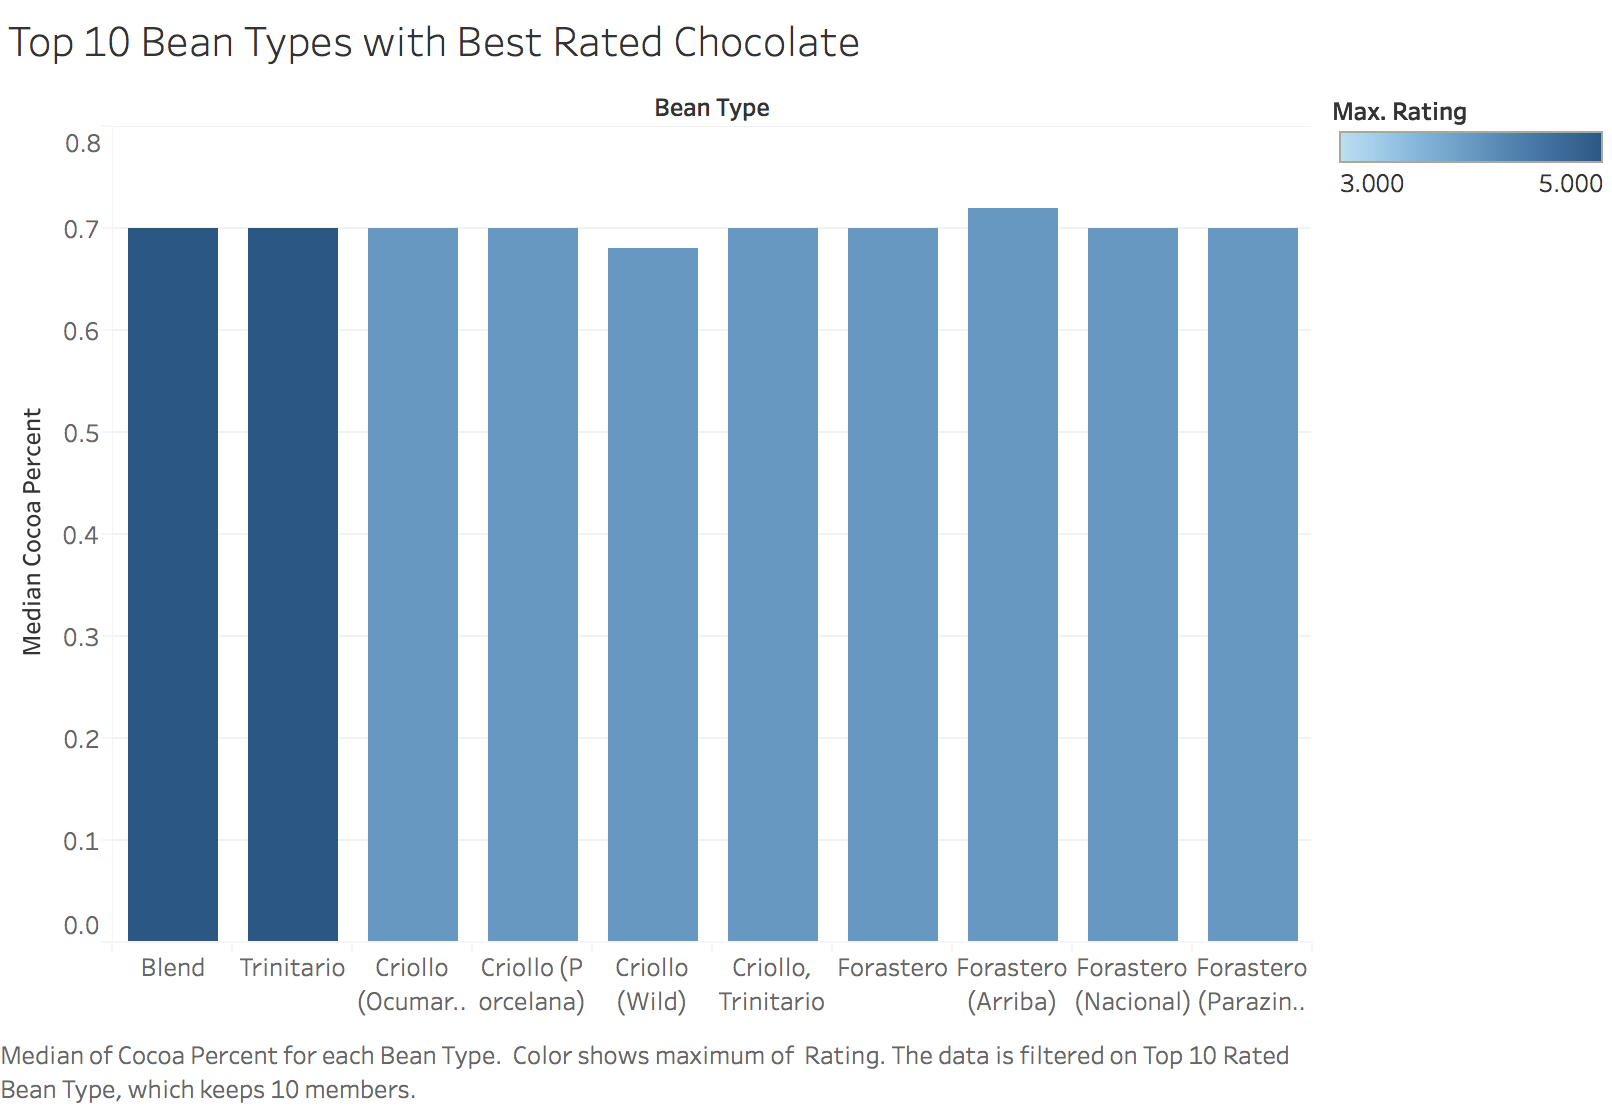 Top 10 Bean Types with Best Rated Chocolate
Bean Type
Max. Rating
3.000 5.000
Median Cocoa Percent
0.8
0.7
0.6
0.5
0.4
0.3
0.2
0.1
0.0
Blend
Trinitario
Criollo
(Ocumar..
Criollo (P
orcelana)
Criollo
(Wild)
Criollo,
Trinitario
Forastero
Forastero
(Arriba)
Forastero
(Nacional)
Forastero
(Parazin..
Median of Cocoa Percent for each Bean Type.  Color shows maximum of  Rating. The data is filtered on Top 10 Rated
Bean Type, which keeps 10 members.